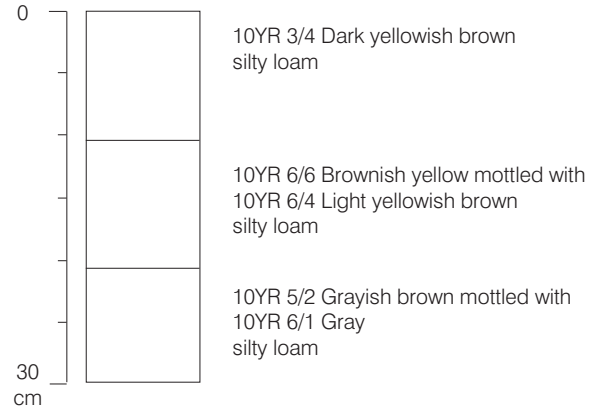 0
10YR 3/4 Dark yellowish brown
silty loam
10YR 6/6 Brownish yellow mottled with
10YR 6/4 Light yellowish brown
silty loam
10YR 5/2 Grayish brown mottled with
10YR 6/1 Gray
silty loam
30
cm